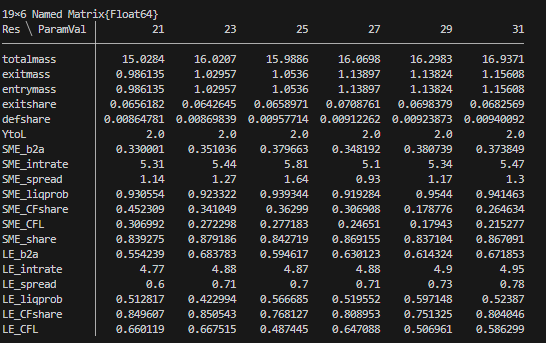 19×6 Named Matrix{Float64}
Res ╲ ParamVal │ 21 23 25 27 29 31
totalmass │ 15.0284 16.0207 15.9886 16.0698 16.2983 16.9371
exitmass │ 0.986135 1.02957 1.0536 1.13897 1.13824 1.15608
entrymass │ 0.986135 1.02957 1.0536 1.13897 1.13824 1.15608
exitshare │ 0.0656182 0.0642645 0.0658971 0.0708761 0.0698379 0.0682569
defshare │ 0.00864781 0.00869839 0.00957714 0.00912262 0.00923873 0.00940092
YtoL │ 2.0 2.0 2.0 2.0 2.0 2.0
SME_b2a │ 0.330001 0.351036 0.379663 0.348192 0.380739 0.373849
SME_intrate │ 5.31 5.44 5.81 5.1 5.34 5.47
SME_spread │ 1.14 1.27 1.64 0.93 1.17 1.3
SME_liqprob │ 0.930554 0.923322 0.939344 0.919284 0.9544 0.941463
SME_CFshare │ 0.452309 0.341049 0.36299 0.306908 0.178776 0.264634
SME_CFL │ 0.306992 0.272298 0.277183 0.24651 0.17943 0.215277
SME_share │ 0.839275 0.879186 0.842719 0.869155 0.837104 0.867091
LE_b2a │ 0.554239 0.683783 0.594617 0.630123 0.614324 0.671853
LE_intrate │ 4.77 4.88 4.87 4.88 4.9 4.95
LE_spread │ 0.6 0.71 0.7 0.71 0.73 0.78
LE_liqprob │ 0.512817 0.422994 0.566685 0.519552 0.597148 0.52387
LE_CFshare │ 0.849607 0.850543 0.768127 0.808953 0.751325 0.804046
LE_CFL │ 0.660119 0.667515 0.487445 0.647088 0.506961 0.586299